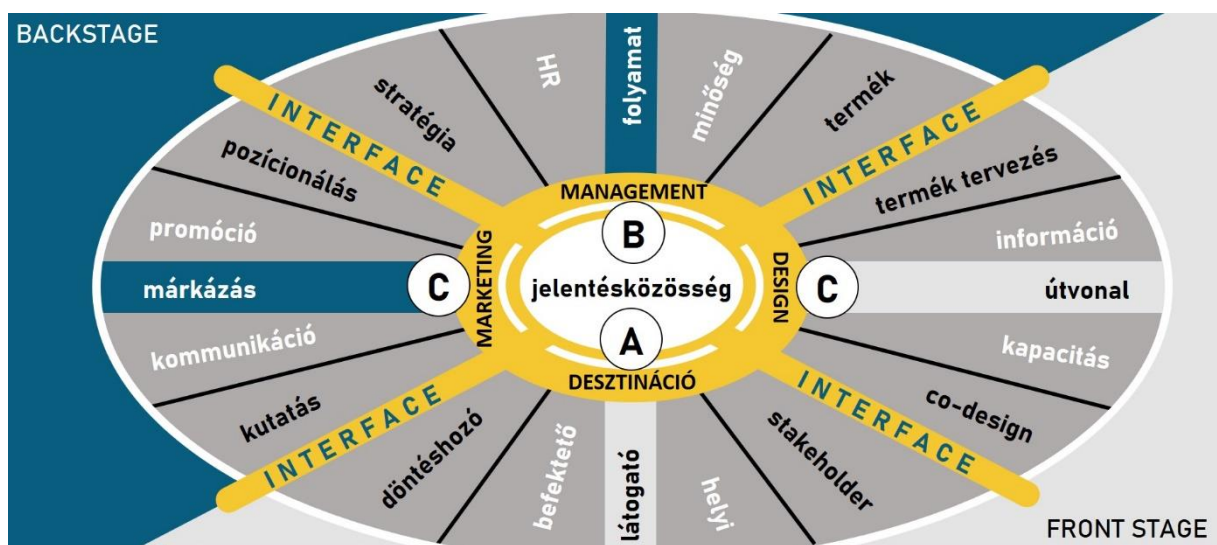 BACKSTAGE
HR
folyamat
minőség
stratégia
termék
INTERFACE
INTERFACE
pozícionálás
termék tervezés
promóció
MANAGEMENT
információ
B
márkázás
C
MARKETING
jelentésközösség
DESIGN
C
útvonal
A
kommunikáció
DESZTINÁCIÓ
kapacitás
kutatás
co-design
INTERFACE
INTERFACE
döntéshozó
befektető
látogató
helyi
stakeholder
FRONT STAGE